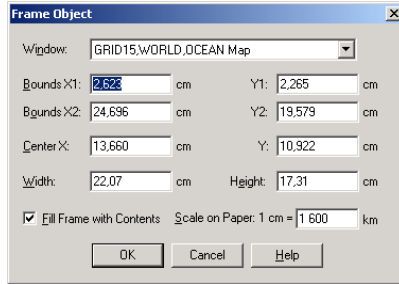 Frame Object
Window: GRID15,WORLD,OCEAN Map
Bounds X1: 2,623 cm Y1: 2,265 cm
Bounds X2: 24,696 cm Y2: 19,579 cm
Center X: 13,660 cm Y: 10,922 cm
Width: 22,07 cm Height: 17,31 cm
Fill Frame with Contents Scale on Paper: 1 cm = 1 600 km
OK Cancel Help